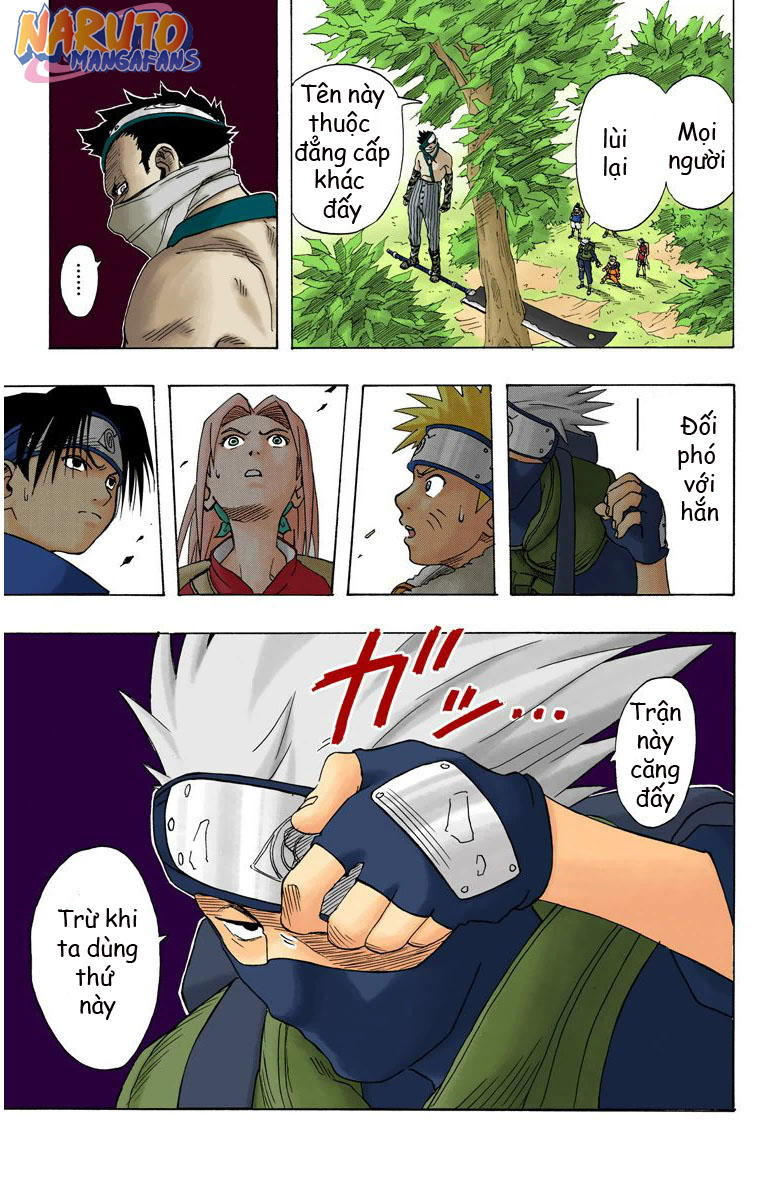 NARUTO
MANGAFANS
Mọi
người
lùi
lại
Tên này
thuộc
đẳng cấp
khác
đấy
.......
Đối
phó
với
hắn
ガッ...
Trận
này
căng
đấy
Trừ khi
ta dùng
thứ
này